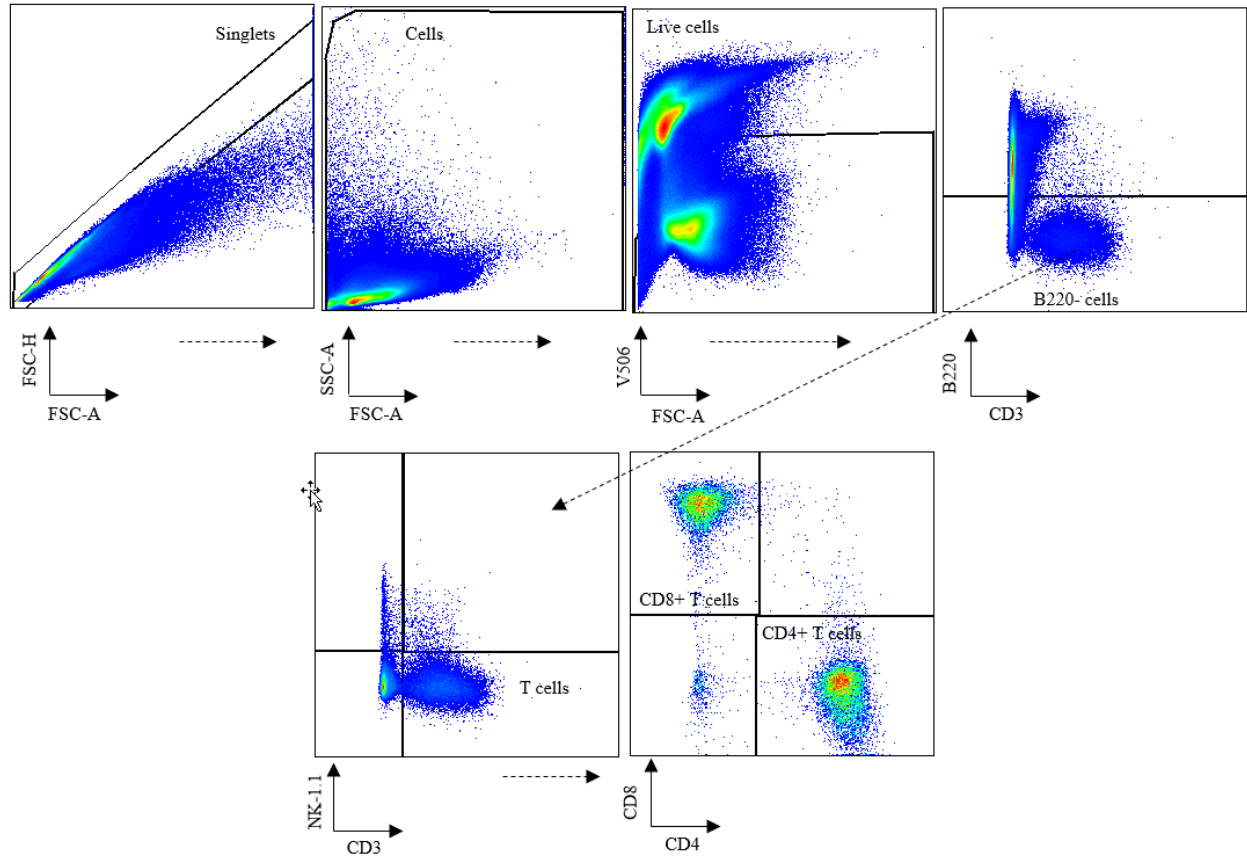 Singlets
Cells
Live cells
B220- cells
FSC-H
FSC-A
SSC-A
FSC-A
V506
FSC-A
B220
CD3
T cells
CD8+ T cells
CD4+ T cells
NK-1.1
CD3
CD8
CD4